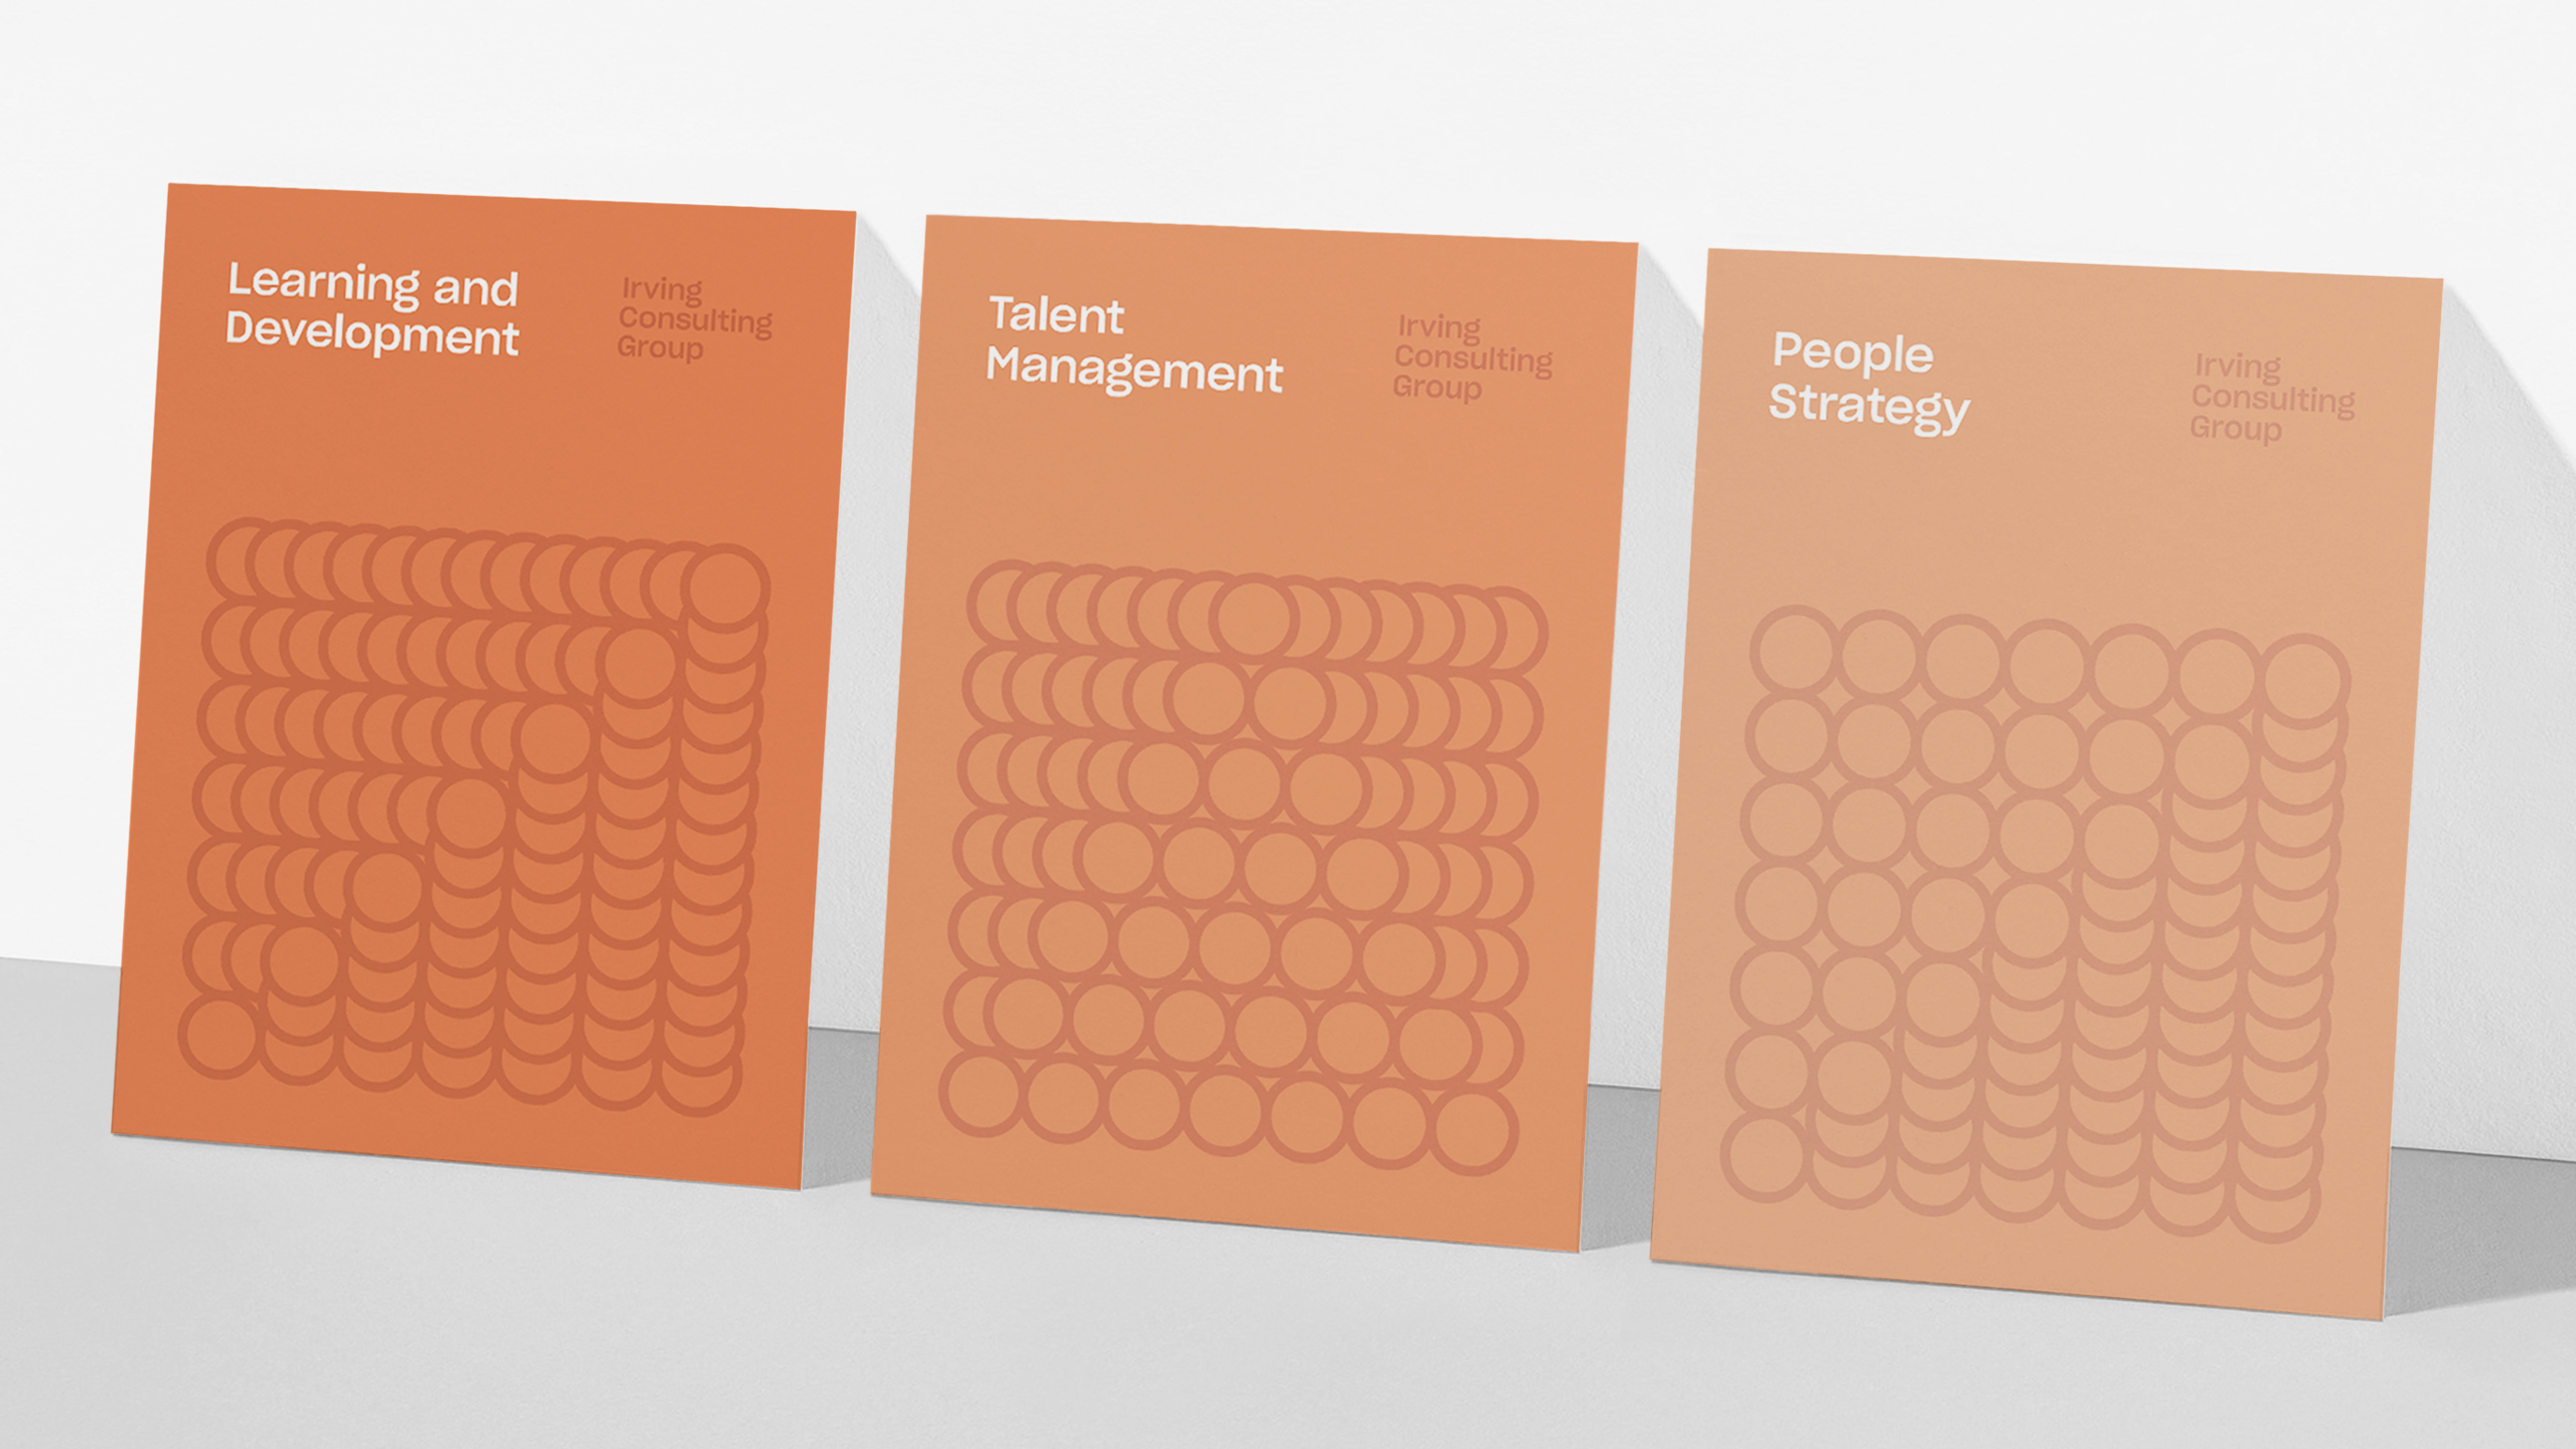 Learning and
Development
Irving
Consulting
Group
Talent
Management
Irving
Consulting
Group
People
Strategy
Irving
Consulting
Group